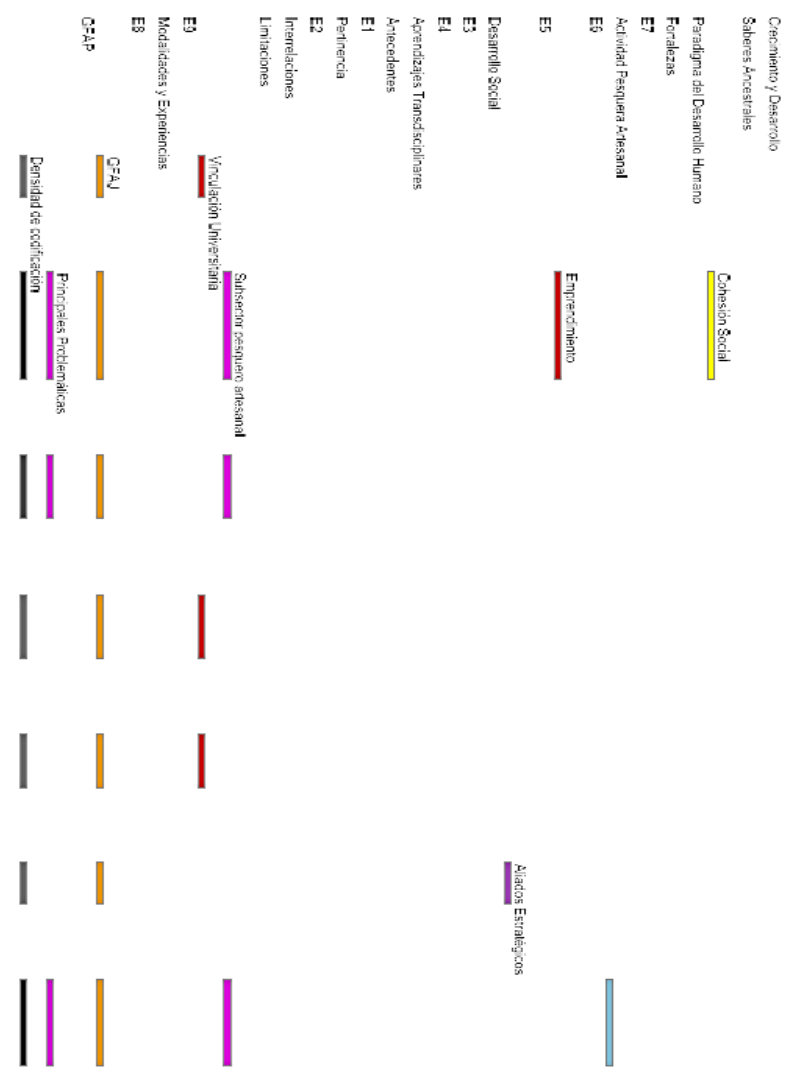 Crecimiento y Desarrollo
Saberes Ancestrales
Cohesión Social
Paradigma del Desarrollo Humano
Fortalezas
E7
Actividad Pesquera Artesanal
E6
Emprendimiento
E5
Aliados Estratégicos
Desarrollo Social
E3
E4
Aprendizajes Transdisciplinares
Antecedentes
E1
Pertinencia
E2
Interrelaciones
Limitaciones
Subsector pesquero artesanal
Vinculación Universitaria
E9
Modalidades y Experiencias
E8
GFAJ
GFAP
Principales Problemáticas
Densidad de codificación